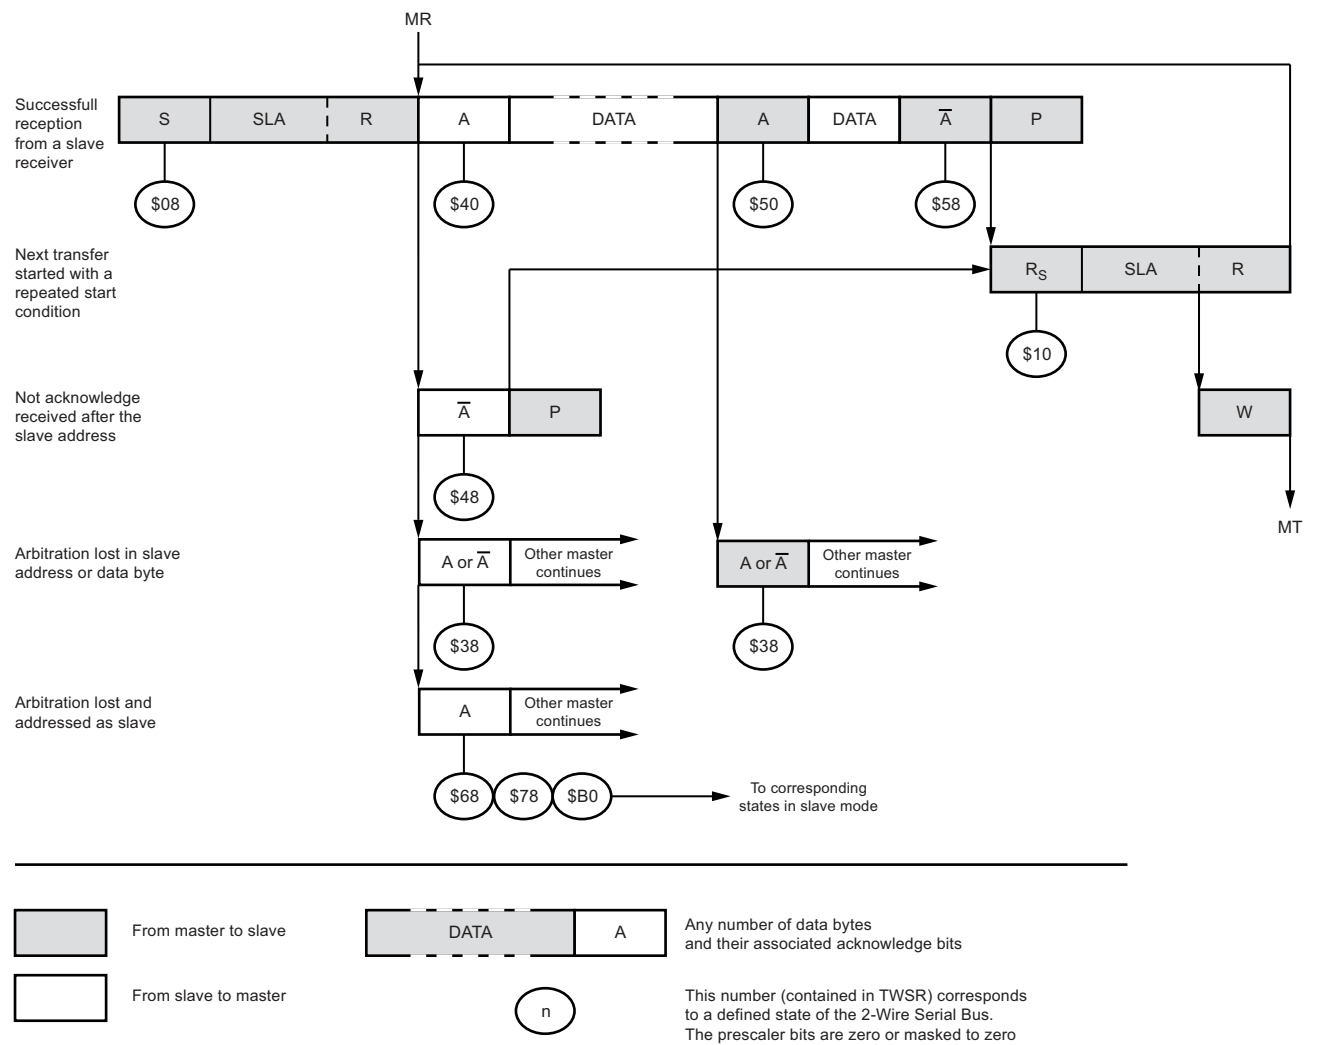 MR
Successfull
reception
from a slave
receiver
S SLA R A DATA A DATA A̅ P
$08 $40 $50 $58
Next transfer
started with a
repeated start
condition
RS SLA R
$10
Not acknowledge
received after the
slave address
A̅ P
W
$48
MT
Arbitration lost in slave
address or data byte
A or A̅
Other master
continues
A or A̅
Other master
continues
$38 $38
Arbitration lost and
addressed as slave
A
Other master
continues
$68 $78 $B0
To corresponding
states in slave mode
From master to slave
DATA A
Any number of data bytes
and their associated acknowledge bits
From slave to master
n
This number (contained in TWSR) corresponds
to a defined state of the 2-Wire Serial Bus.
The prescaler bits are zero or masked to zero